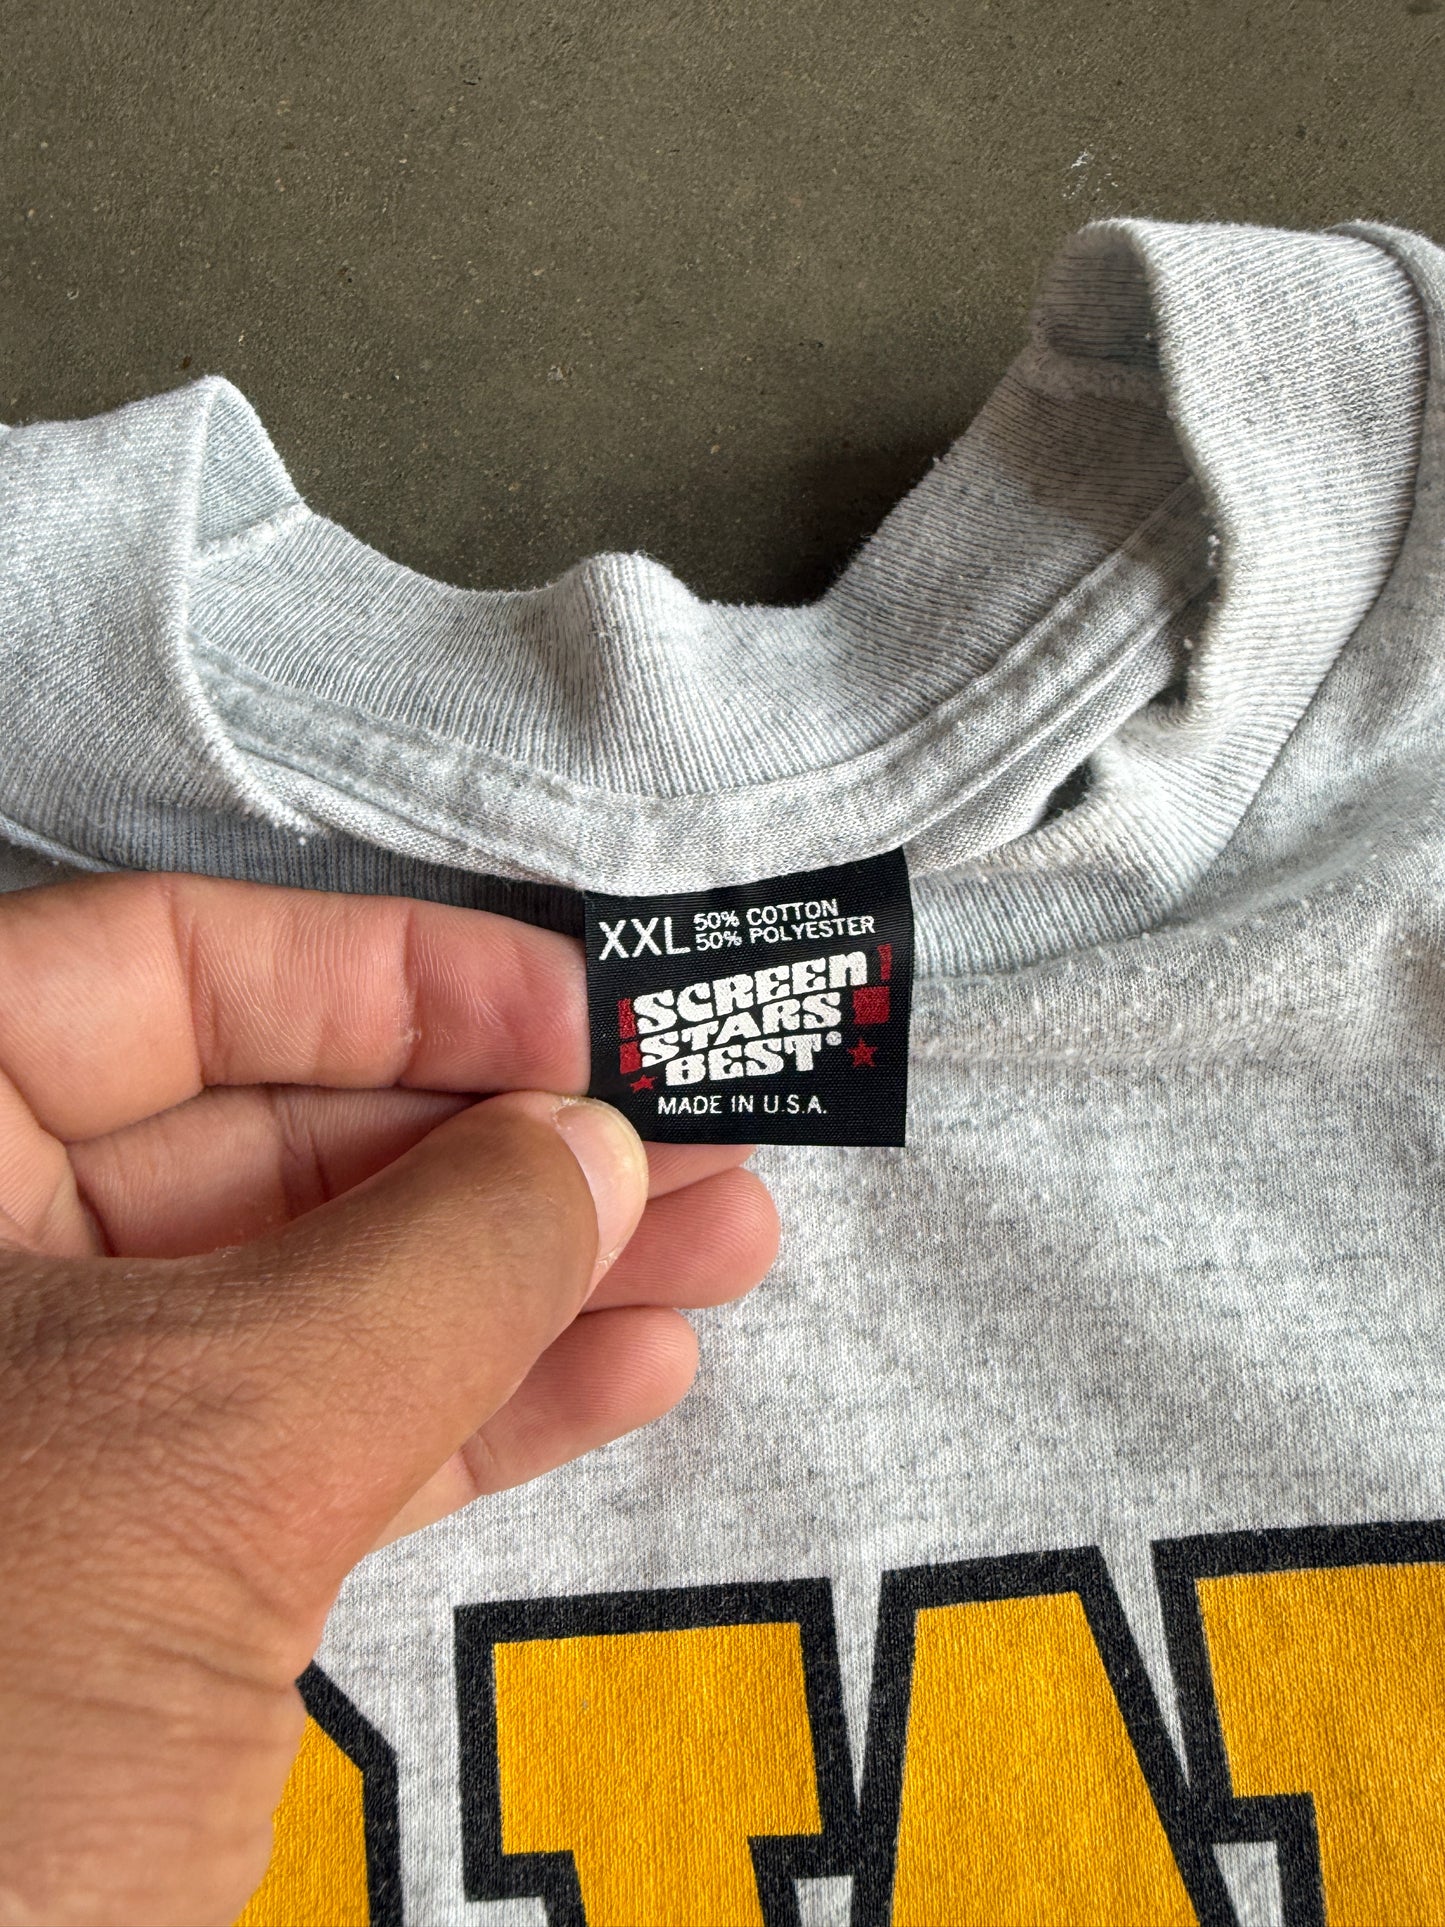 XXL 50% COTTON
50% POLYESTER
SCREEN
STARS
BEST®
MADE IN U.S.A.